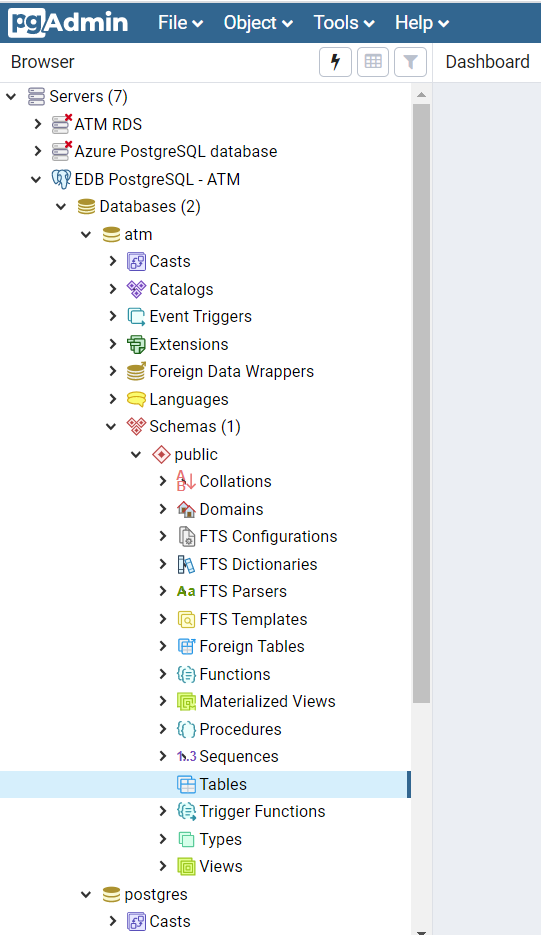 pgAdmin File Object Tools Help
Browser Dashboard
Servers (7)
ATM RDS
Azure PostgreSQL database
EDB PostgreSQL - ATM
Databases (2)
atm
Casts
Catalogs
Event Triggers
Extensions
Foreign Data Wrappers
Languages
Schemas (1)
public
Collations
Domains
FTS Configurations
FTS Dictionaries
Aa FTS Parsers
FTS Templates
Foreign Tables
Functions
Materialized Views
Procedures
1..3 Sequences
Tables
Trigger Functions
Types
Views
postgres
Casts